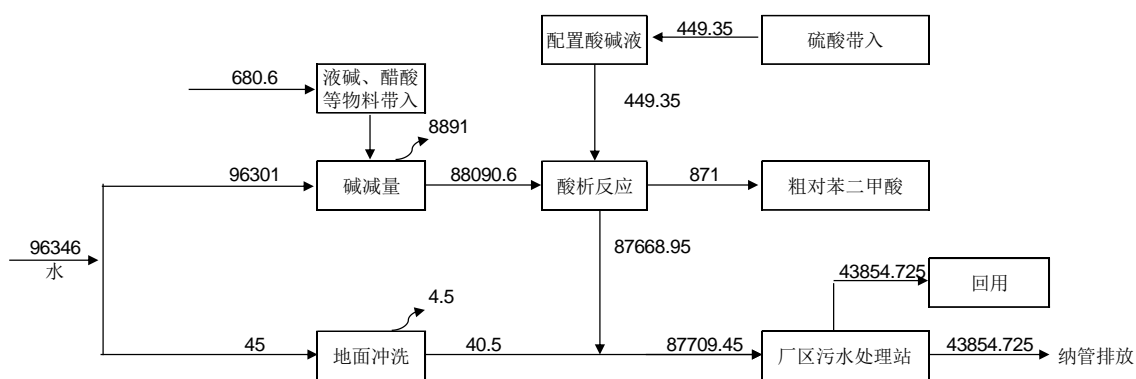 配置酸碱液
449.35
硫酸带入
680.6
液碱、醋酸
等物料带入
449.35
8891
96301
碱减量
88090.6
酸析反应
871
粗对苯二甲酸
96346
水
87668.95
43854.725
回用
4.5
45
地面冲洗
40.5
87709.45
厂区污水处理站
43854.725
纳管排放